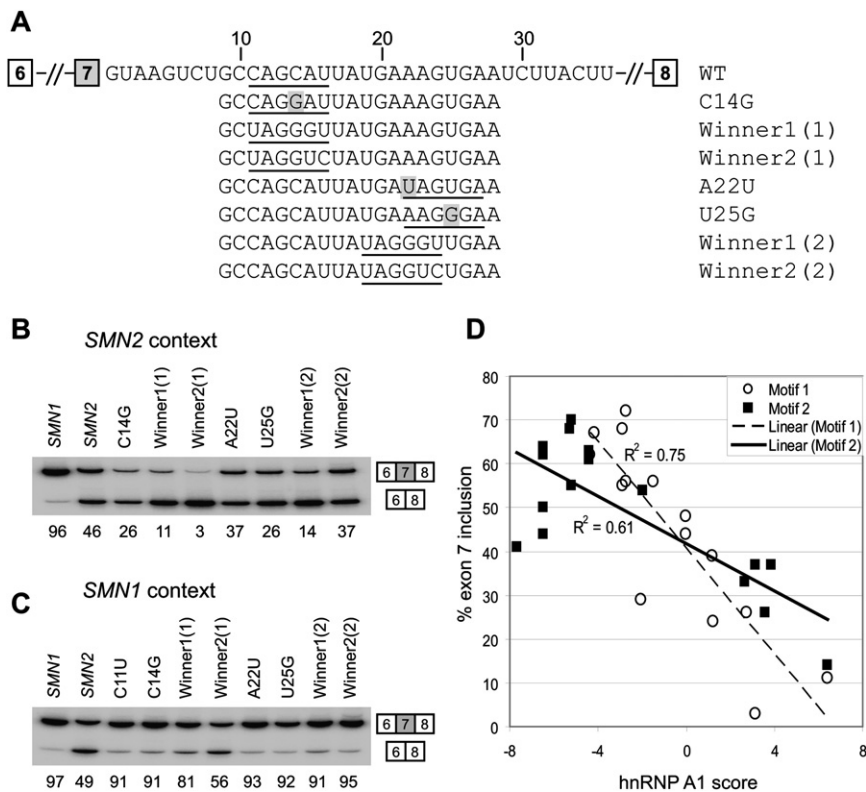 A
10 20 30
6 -//- 7 GUAAGUCUGCCAGCAUUAUGAAAGUGAAUCUUACUU -//- 8 WT
GCCAGGAUUAUGAAAGUGAA C14G
GCUAGGGUUAUGAAAGUGAA Winner1(1)
GCUAGGUCUAUGAAAGUGAA Winner2(1)
GCCAGCAUUAUGAUAGUGAA A22U
GCCAGCAUUAUGAAAGGGAA U25G
GCCAGCAUUAUAGGGUUGAA Winner1(2)
GCCAGCAUUAUAGGUCUGAA Winner2(2)
B
SMN2 context
SMN1 SMN2 C14G Winner1(1) Winner2(1) A22U U25G Winner1(2) Winner2(2)
6 7 8
6 8
96 46 26 11 3 37 26 14 37
C
SMN1 context
SMN1 SMN2 C11U C14G Winner1(1) Winner2(1) A22U U25G Winner1(2) Winner2(2)
6 7 8
6 8
97 49 91 91 81 56 93 92 91 95
D
80
70
60
50
40
30
20
10
0
% exon 7 inclusion
Motif 1
Motif 2
Linear (Motif 1)
Linear (Motif 2)
R² = 0.75
R² = 0.61
-8 -4 0 4 8
hnRNP A1 score